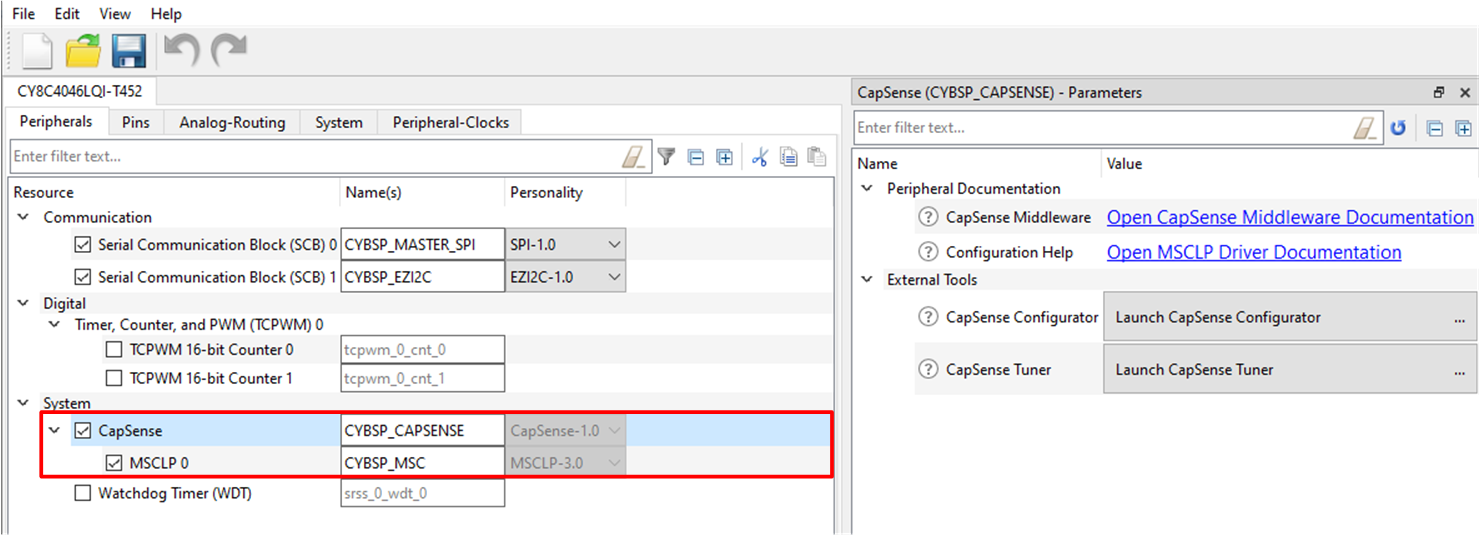 File Edit View Help
CY8C4046LQI-T452
Peripherals Pins Analog-Routing System Peripheral-Clocks
Enter filter text...
Resource Name(s) Personality
Communication
Serial Communication Block (SCB) 0 CYBSP_MASTER_SPI SPI-1.0
Serial Communication Block (SCB) 1 CYBSP_EZI2C EZI2C-1.0
Digital
Timer, Counter, and PWM (TCPWM) 0
TCPWM 16-bit Counter 0 tcpwm_0_cnt_0
TCPWM 16-bit Counter 1 tcpwm_0_cnt_1
System
CapSense CYBSP_CAPSENSE CapSense-1.0
MSCLP 0 CYBSP_MSC MSCLP-3.0
Watchdog Timer (WDT) srss_0_wdt_0
CapSense (CYBSP_CAPSENSE) - Parameters
Enter filter text...
Name Value
Peripheral Documentation
? CapSense Middleware Open CapSense Middleware Documentation
? Configuration Help Open MSCLP Driver Documentation
External Tools
? CapSense Configurator Launch CapSense Configurator ...
? CapSense Tuner Launch CapSense Tuner ...